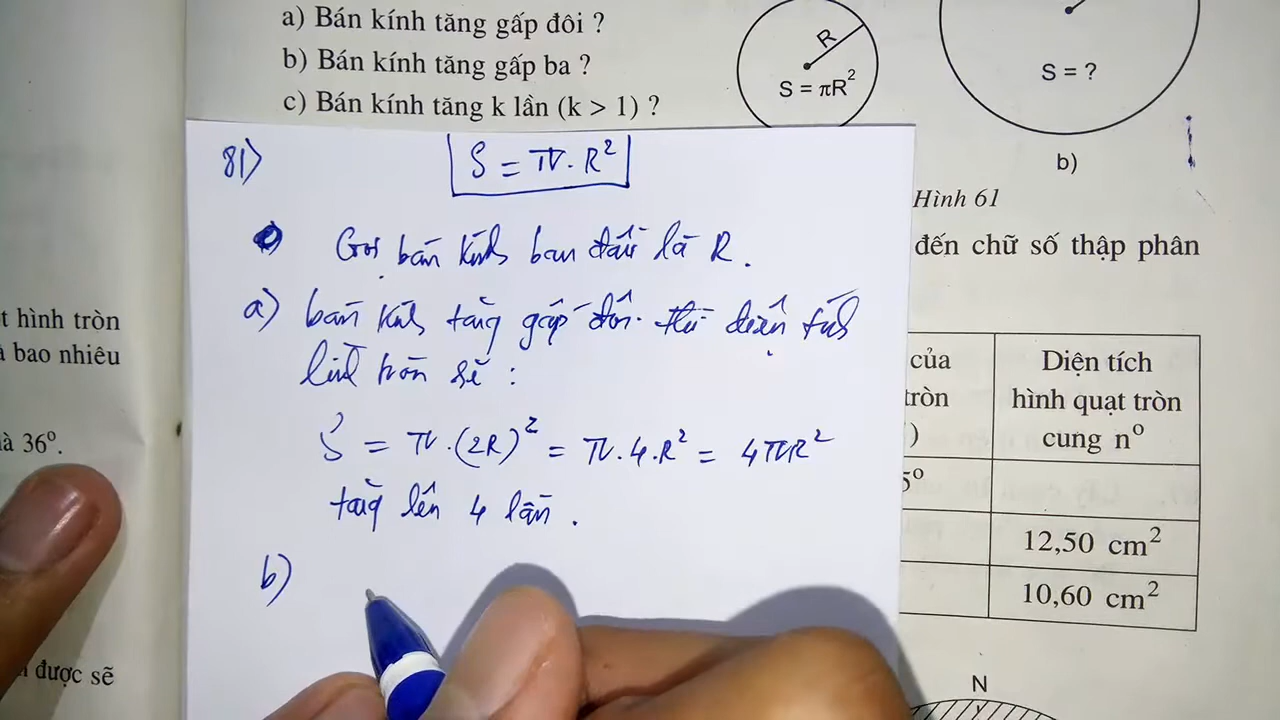 a) Bán kính tăng gấp đôi ?
b) Bán kính tăng gấp ba ?
c) Bán kính tăng k lần (k > 1) ?
R
S = πR²
S = ?
b)
Hình 61
đến chữ số thập phân
t hình tròn
à bao nhiêu
à 36°.
n được sẽ
của
tròn
)
5°
Diện tích
hình quạt tròn
cung n°
12,50 cm²
10,60 cm²
N
81)
S = π . R²
Gọi bán kính ban đầu là R .
a) bán kính tăng gấp đôi thì diện tích
hình tròn sẽ :
S = π . (2R)² = π . 4 . R² = 4πR²
tăng lên 4 lần .
b)